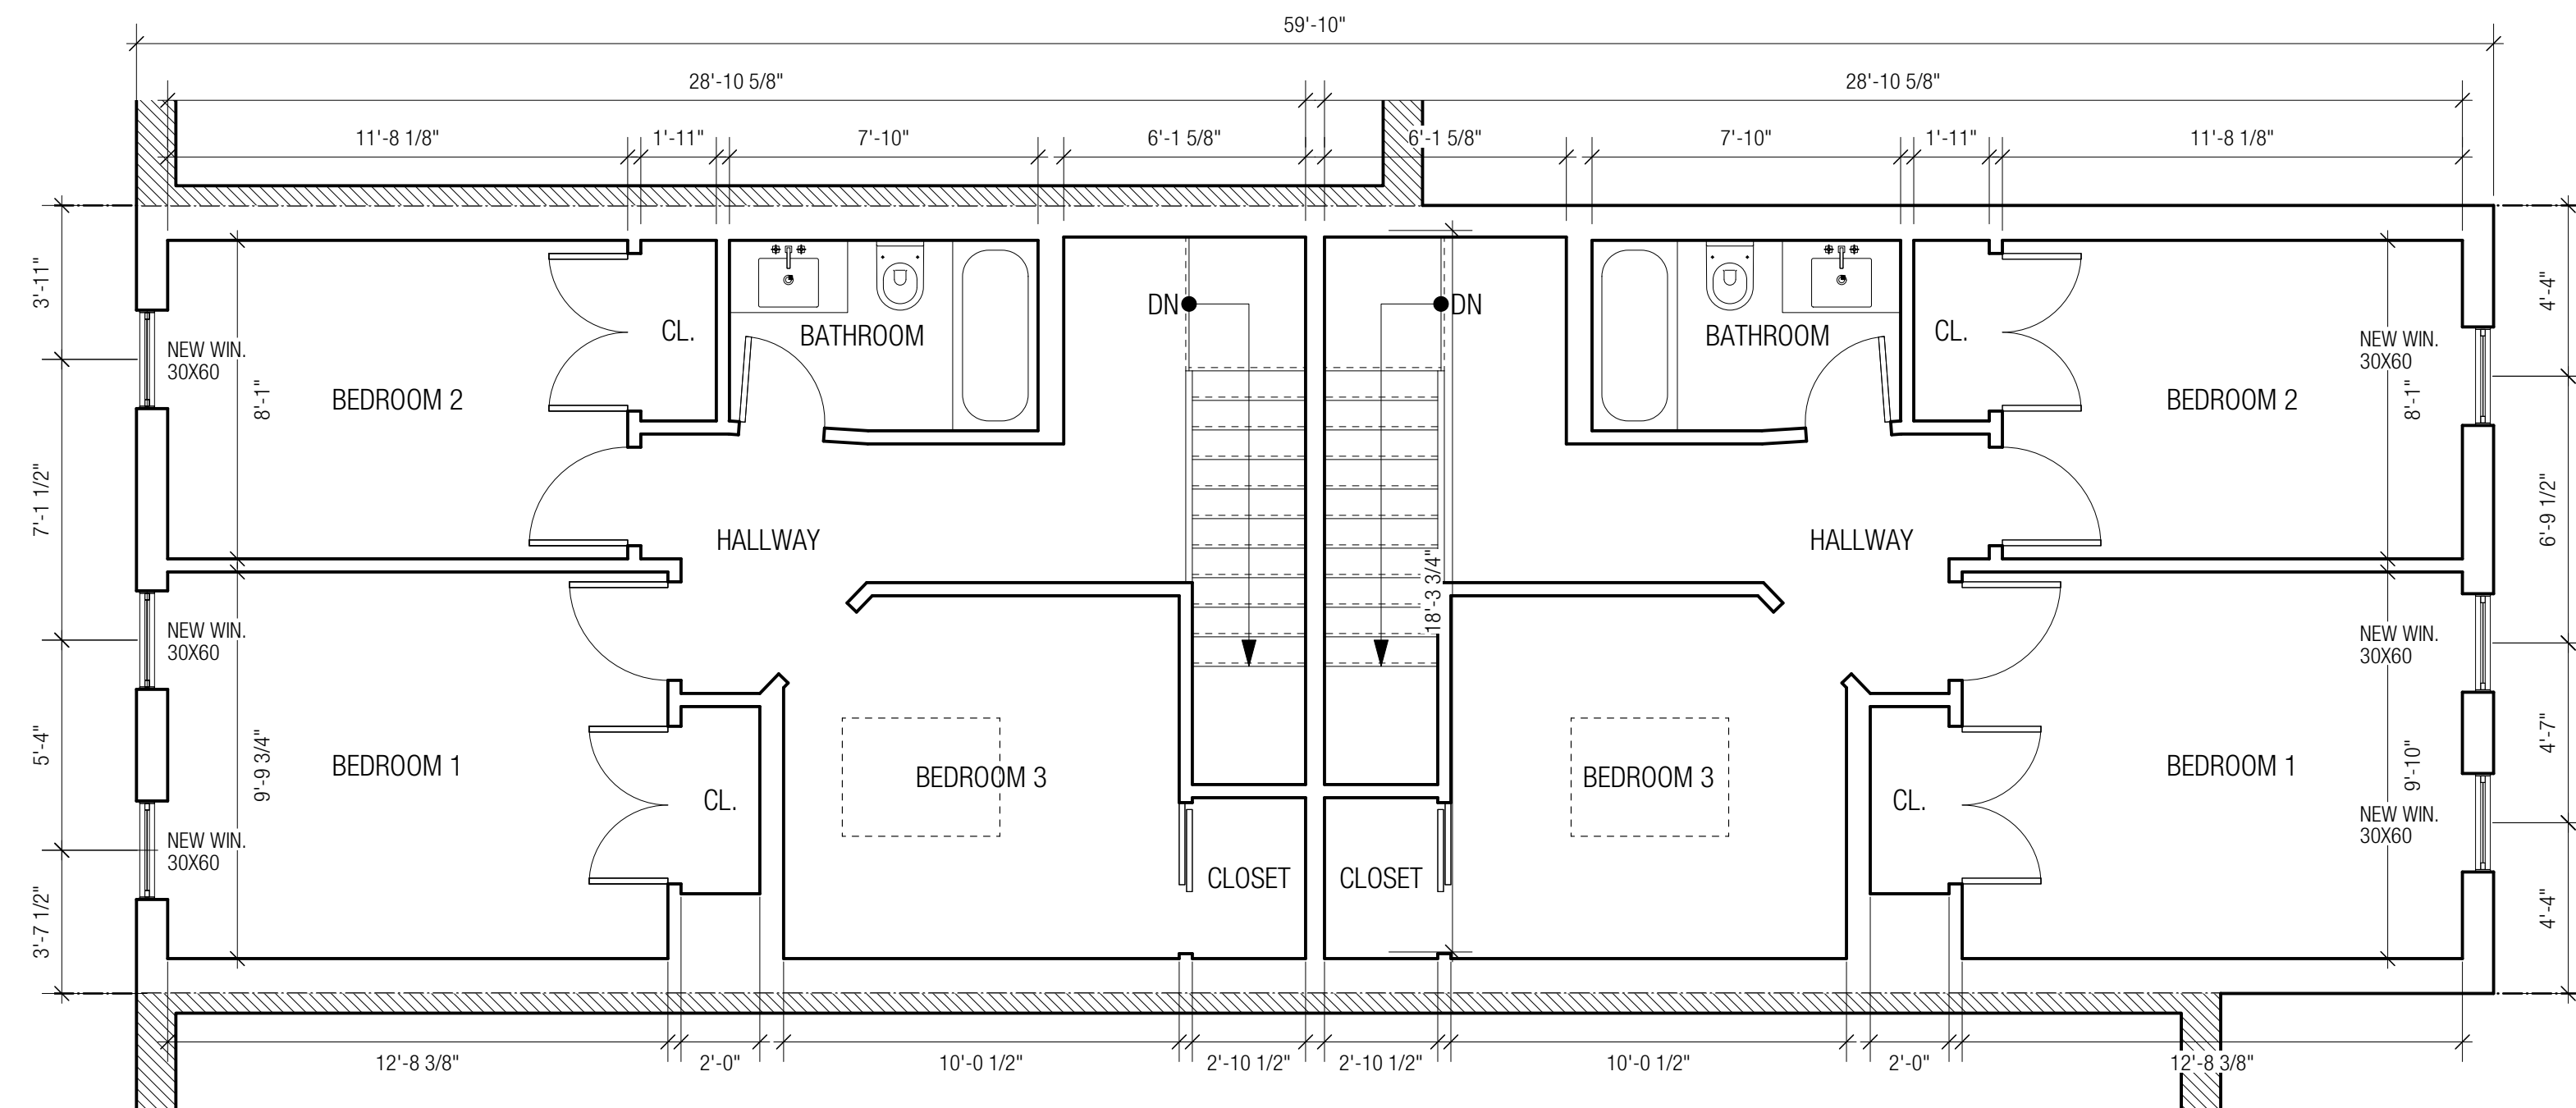 59'-10"
28'-10 5/8"
28'-10 5/8"
11'-8 1/8"
1'-11"
7'-10"
6'-1 5/8"
6'-1 5/8"
7'-10"
1'-11"
11'-8 1/8"
3'-11"
7'-1 1/2"
5'-4"
3'-7 1/2"
NEW WIN.
30X60
8'-1"
BEDROOM 2
CL.
BATHROOM
DN
DN
BATHROOM
CL.
BEDROOM 2
NEW WIN.
30X60
8'-1"
4'-4"
6'-9 1/2"
4'-7"
4'-4"
HALLWAY
18'-3 3/4"
HALLWAY
NEW WIN.
30X60
NEW WIN.
30X60
BEDROOM 1
9'-9 3/4"
CL.
BEDROOM 3
BEDROOM 3
CL.
BEDROOM 1
9'-10"
NEW WIN.
30X60
NEW WIN.
30X60
CLOSET
CLOSET
12'-8 3/8"
2'-0"
10'-0 1/2"
2'-10 1/2"
2'-10 1/2"
10'-0 1/2"
2'-0"
12'-8 3/8"